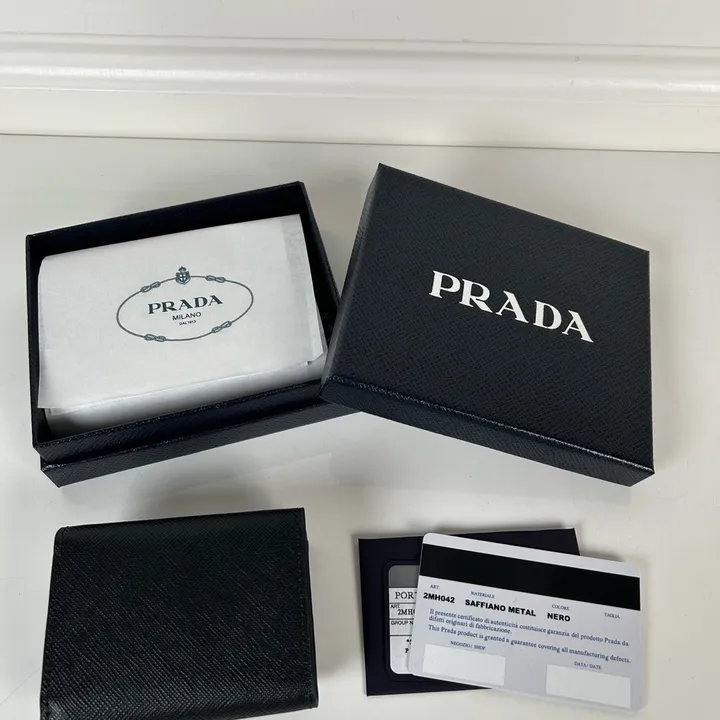 PRADA
MILANO
DAL 1913
PRADA
PORT
ART.
2MH0
GROUP N
ART. MATERIALE COLORE TAGLIA
2MH042 SAFFIANO METAL NERO
Il presente certificato di autenticità costituisce garanzia del prodotto Prada da
difetti originari di fabbricazione.
This Prada product is granted a guarantee covering all manufacturing defects.
NEGOZIO/ SHOP
DATA/ DATE